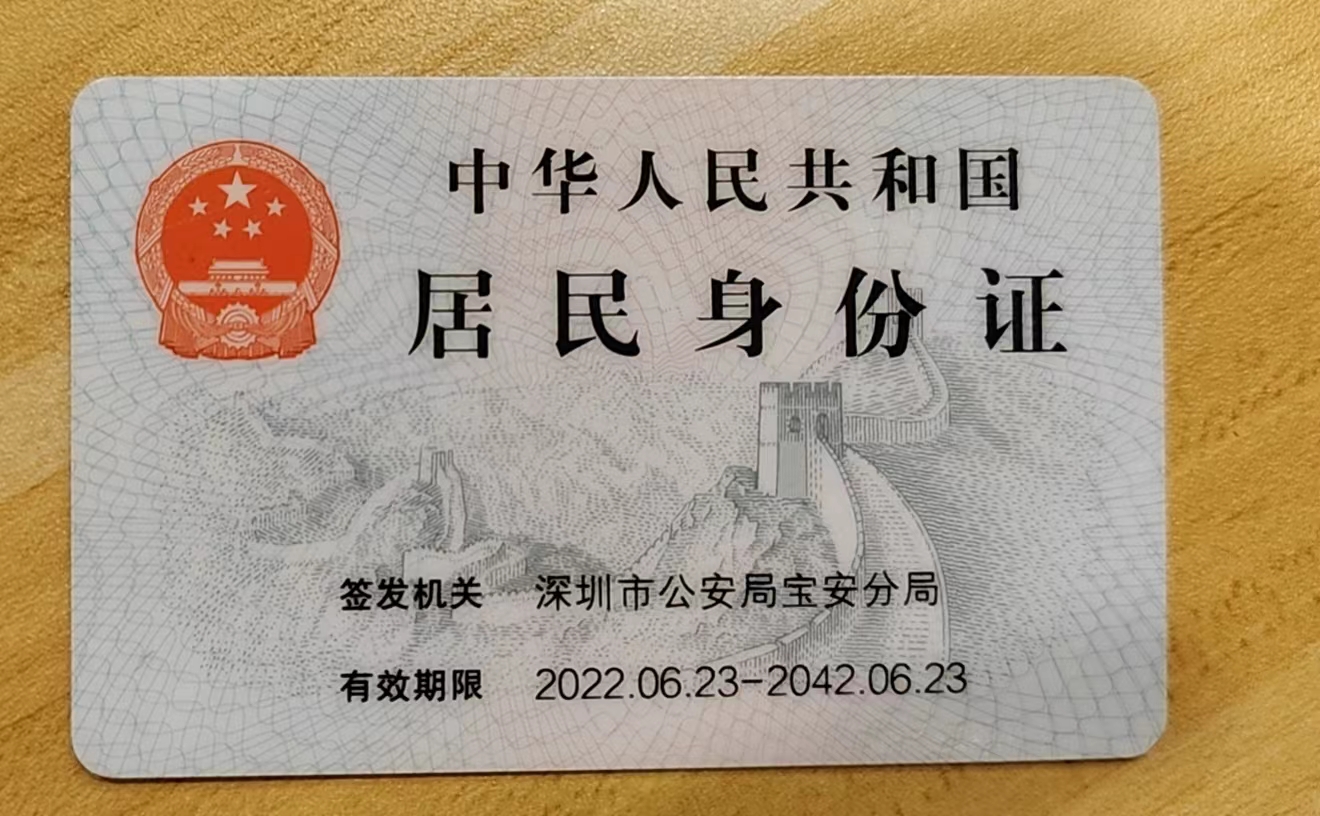 中华人民共和国
居民身份证
签发机关 深圳市公安局宝安分局
有效期限 2022.06.23-2042.06.23